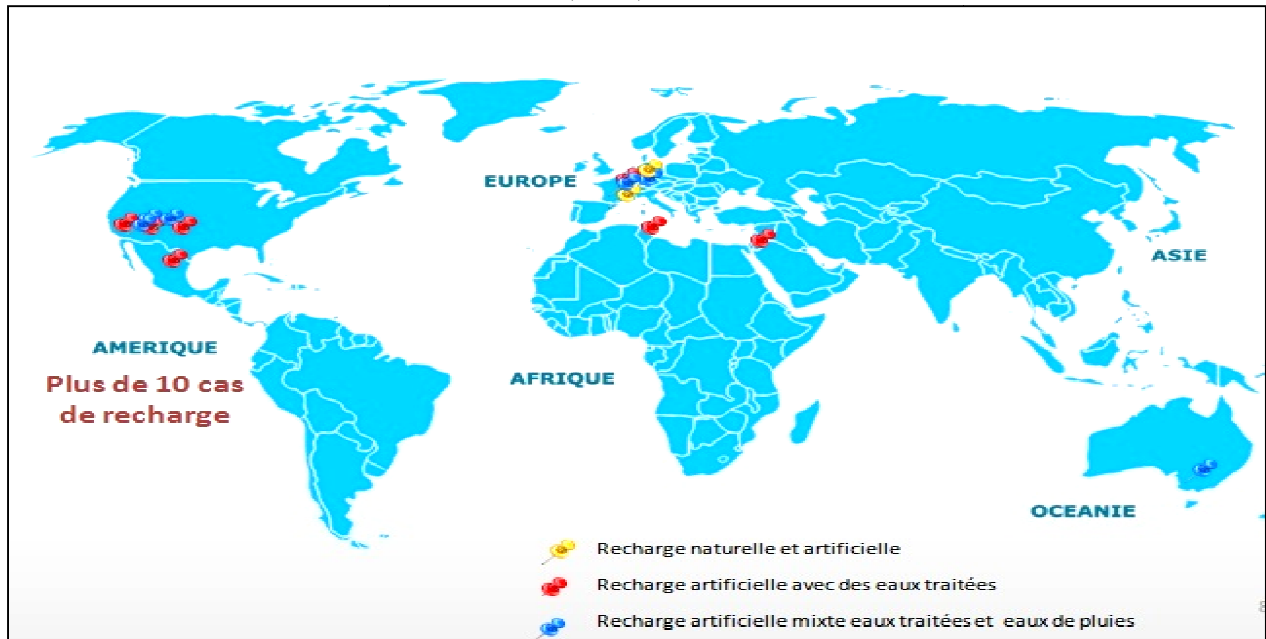 EUROPE
ASIE
AMERIQUE
Plus de 10 cas
de recharge
AFRIQUE
OCEANIE
Recharge naturelle et artificielle
Recharge artificielle avec des eaux traitées
Recharge artificielle mixte eaux traitées et eaux de pluies